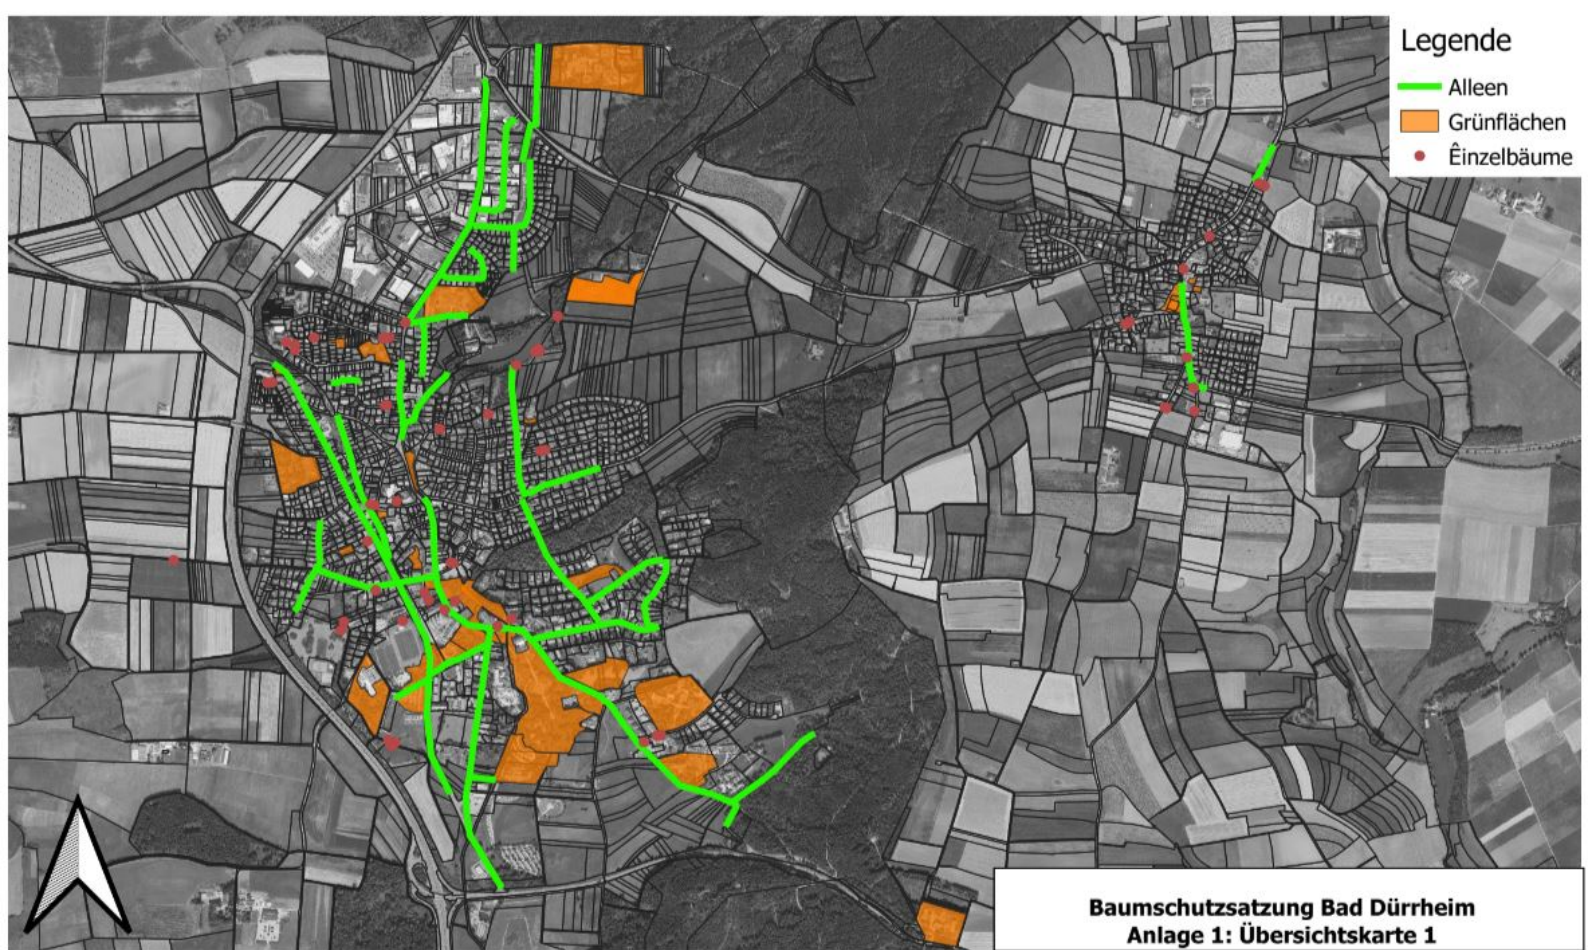 Legende
Alleen
Grünflächen
Êinzelbäume
Baumschutzsatzung Bad Dürrheim
Anlage 1: Übersichtskarte 1